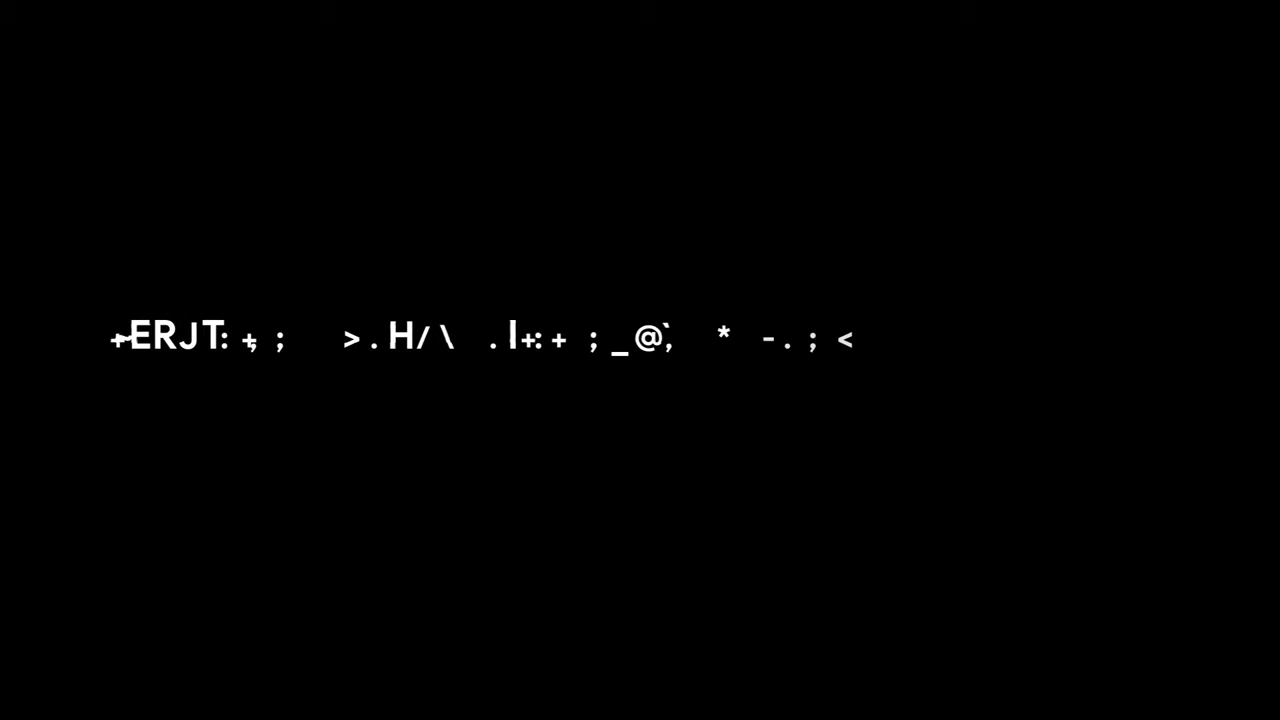 +~ERJT: +, ; > . H/ \ . I+: + ; _ @`, * - . ; <